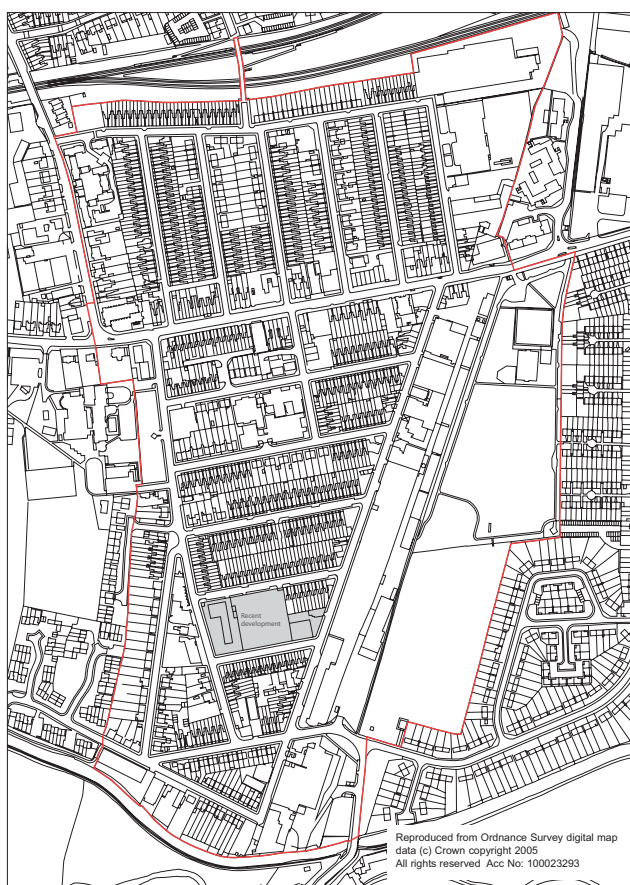 Recent
development
Reproduced from Ordnance Survey digital map
data (c) Crown copyright 2005
All rights reserved  Acc No: 100023293